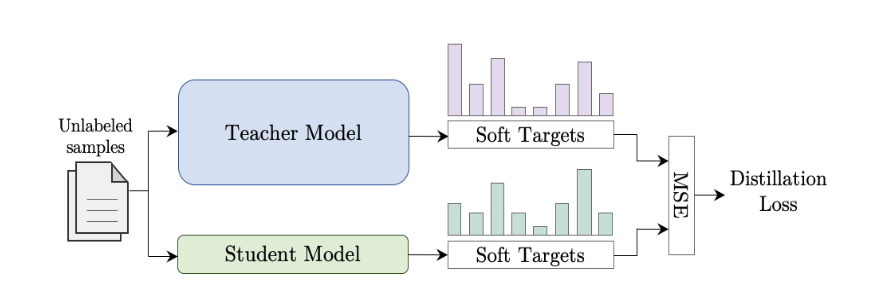 Unlabeled
samples
Teacher Model
Soft Targets
Student Model
Soft Targets
MSE
Distillation
Loss